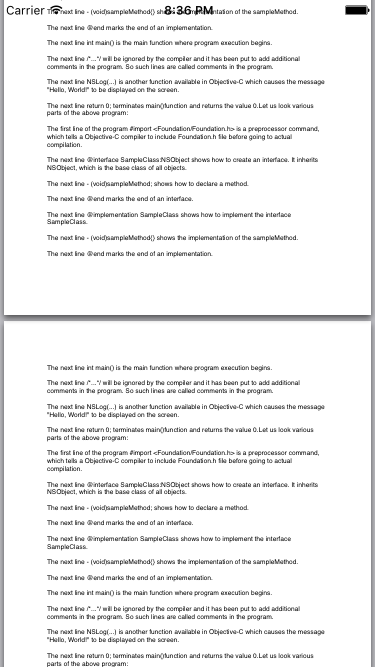 Carrier 8:36 PM
The next line - (void)sampleMethod() shows the implementation of the sampleMethod.
The next line @end marks the end of an implementation.
The next line int main() is the main function where program execution begins.
The next line /*...*/ will be ignored by the compiler and it has been put to add additional
comments in the program. So such lines are called comments in the program.
The next line NSLog(...) is another function available in Objective-C which causes the message
"Hello, World!" to be displayed on the screen.
The next line return 0; terminates main()function and returns the value 0.Let us look various
parts of the above program:
The first line of the program #import <Foundation/Foundation.h> is a preprocessor command,
which tells a Objective-C compiler to include Foundation.h file before going to actual
compilation.
The next line @interface SampleClass:NSObject shows how to create an interface. It inherits
NSObject, which is the base class of all objects.
The next line - (void)sampleMethod; shows how to declare a method.
The next line @end marks the end of an interface.
The next line @implementation SampleClass shows how to implement the interface
SampleClass.
The next line - (void)sampleMethod() shows the implementation of the sampleMethod.
The next line @end marks the end of an implementation.
The next line int main() is the main function where program execution begins.
The next line /*...*/ will be ignored by the compiler and it has been put to add additional
comments in the program. So such lines are called comments in the program.
The next line NSLog(...) is another function available in Objective-C which causes the message
"Hello, World!" to be displayed on the screen.
The next line return 0; terminates main()function and returns the value 0.Let us look various
parts of the above program:
The first line of the program #import <Foundation/Foundation.h> is a preprocessor command,
which tells a Objective-C compiler to include Foundation.h file before going to actual
compilation.
The next line @interface SampleClass:NSObject shows how to create an interface. It inherits
NSObject, which is the base class of all objects.
The next line - (void)sampleMethod; shows how to declare a method.
The next line @end marks the end of an interface.
The next line @implementation SampleClass shows how to implement the interface
SampleClass.
The next line - (void)sampleMethod() shows the implementation of the sampleMethod.
The next line @end marks the end of an implementation.
The next line int main() is the main function where program execution begins.
The next line /*...*/ will be ignored by the compiler and it has been put to add additional
comments in the program. So such lines are called comments in the program.
The next line NSLog(...) is another function available in Objective-C which causes the message
"Hello, World!" to be displayed on the screen.
The next line return 0; terminates main()function and returns the value 0.Let us look various
parts of the above program: